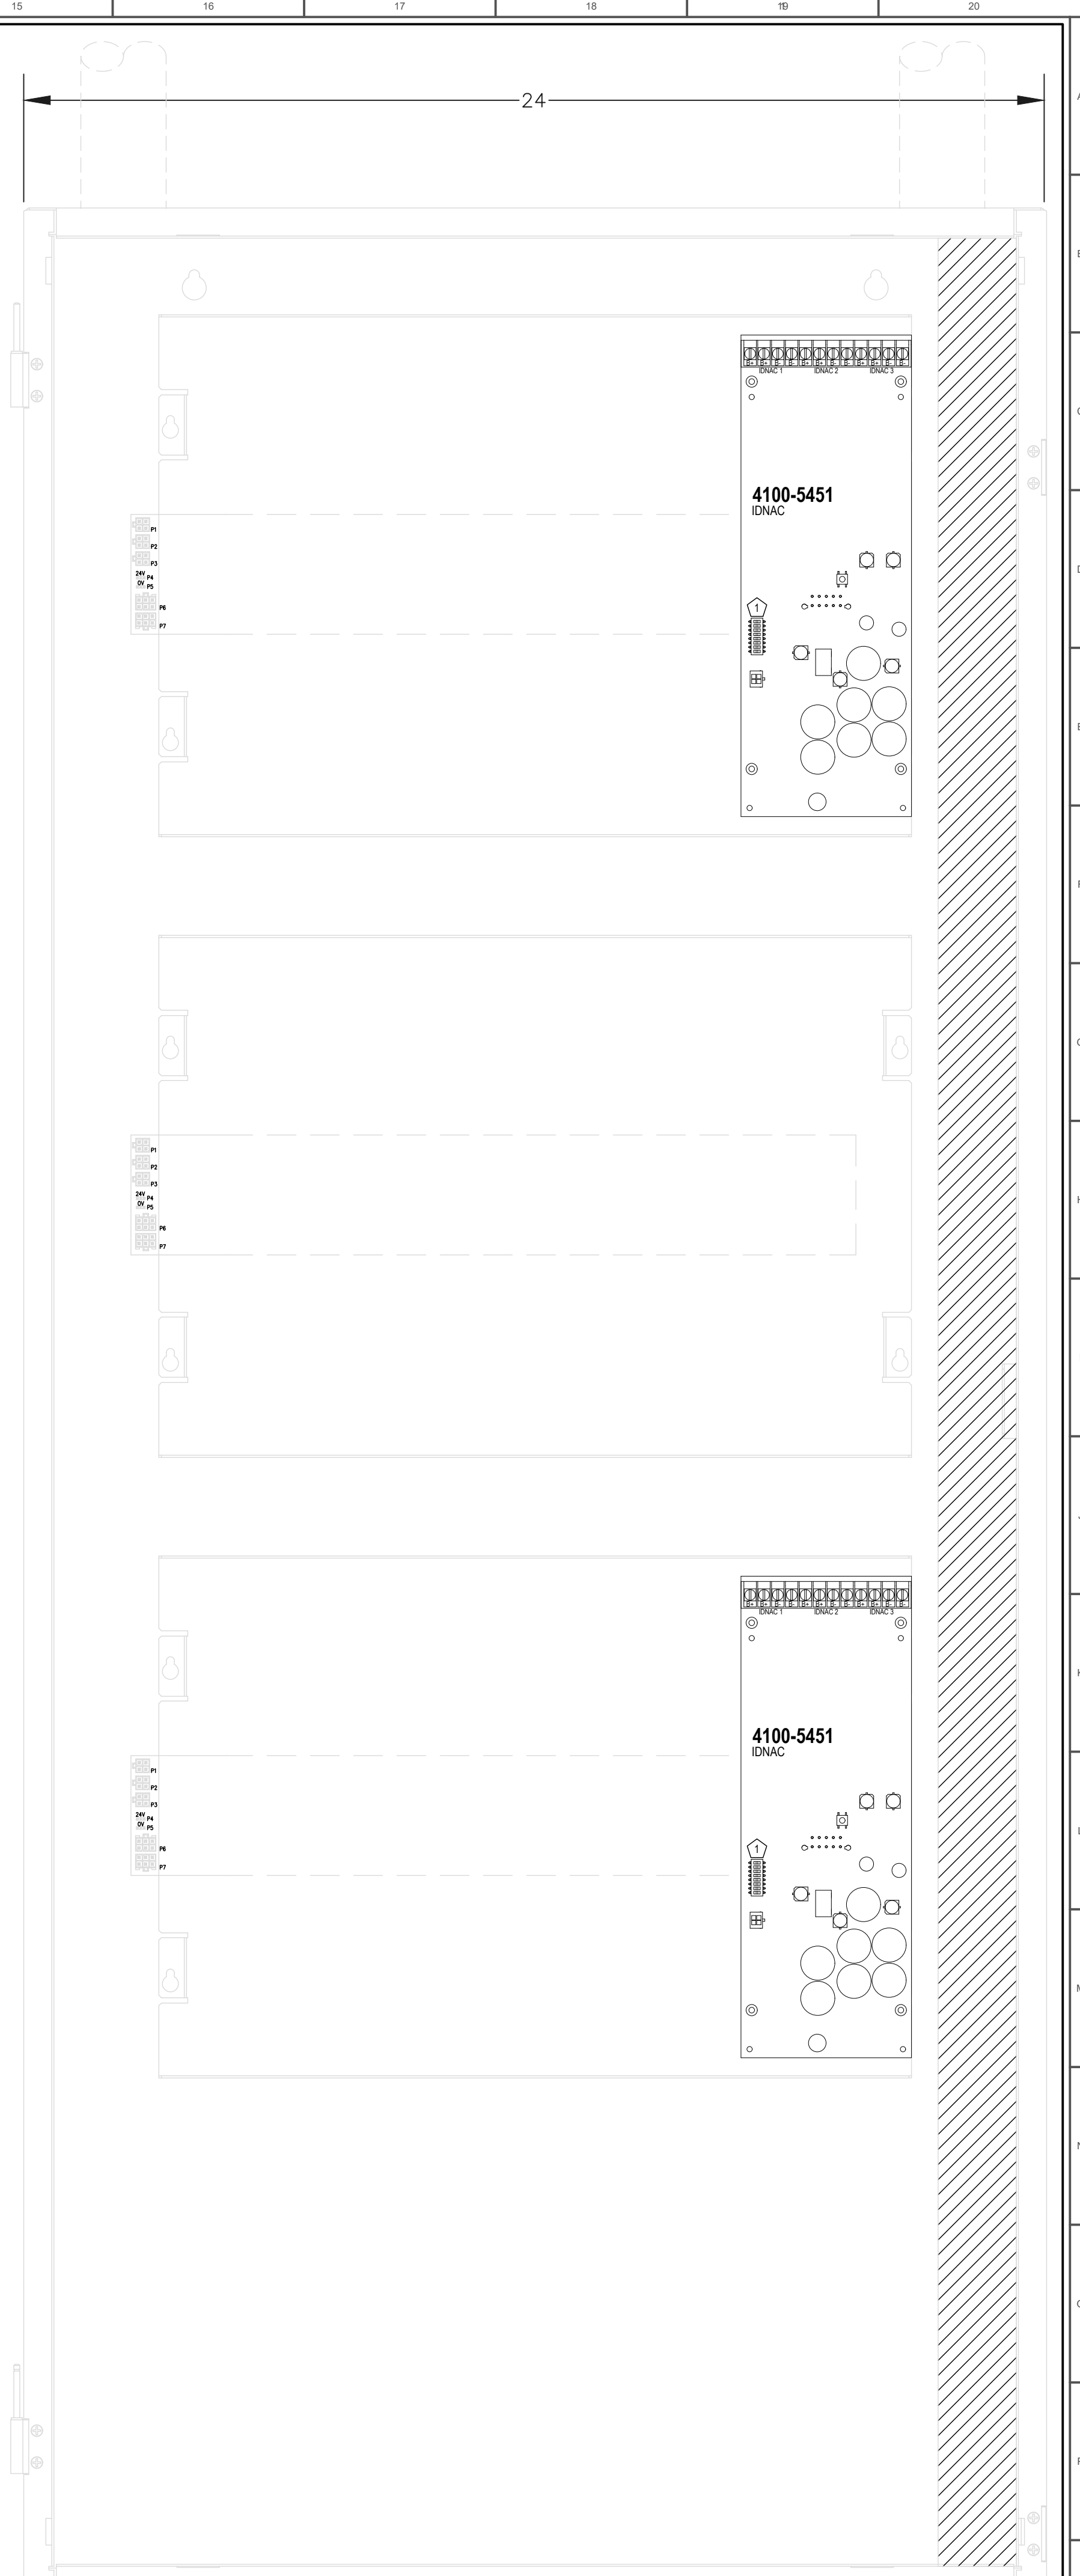 15 16 17 18 19 20
A
24
B
B+ B+ B- B- B+ B+ B- B- B+ B+ B- B-
IDNAC 1 IDNAC 2 IDNAC 3
C
4100-5451
IDNAC
P1
P2
P3
D
24V P4
0V P5
P6
1
P7
E
F
G
P1
P2
P3
24V P4
H
0V P5
P6
P7
B+ B+ B- B- B+ B+ B- B- B+ B+ B- B-
IDNAC 1 IDNAC 2 IDNAC 3
K
4100-5451
IDNAC
P1
P2
P3
24V P4
0V P5
L
P6
1
P7
M
N